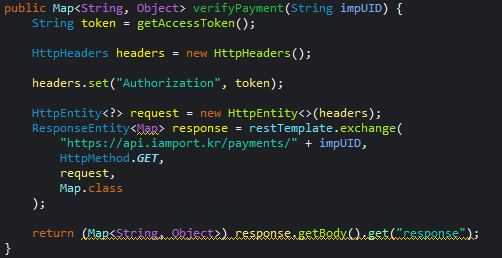 public Map<String, Object> verifyPayment(String impUID) {
    String token = getAccessToken();
    HttpHeaders headers = new HttpHeaders();
    headers.set("Authorization", token);
    HttpEntity<?> request = new HttpEntity<>(headers);
    ResponseEntity<Map> response = restTemplate.exchange(
        "https://api.iamport.kr/payments/" + impUID,
        HttpMethod.GET,
        request,
        Map.class
    );
    return (Map<String, Object>) response.getBody().get("response");
}